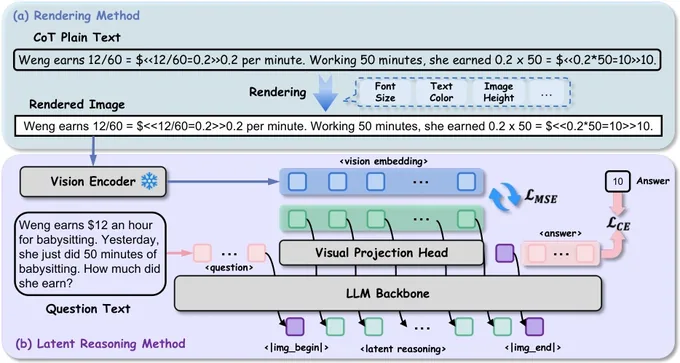 (a) Rendering Method
CoT Plain Text
Weng earns 12/60 = $<<12/60=0.2>>0.2 per minute. Working 50 minutes, she earned 0.2 x 50 = $<<0.2*50=10>>10.
Rendering
Font Size
Text Color
Image Height
...
Rendered Image
Weng earns 12/60 = $<<12/60=0.2>>0.2 per minute. Working 50 minutes, she earned 0.2 x 50 = $<<0.2*50=10>>10.
Vision Encoder
<vision embedding>
...
ℒMSE
10
Answer
ℒCE
Weng earns $12 an hour
for babysitting. Yesterday,
she just did 50 minutes of
babysitting. How much did
she earn?
Question Text
...
<question>
...
Visual Projection Head
<answer>
...
LLM Backbone
...
<|img_begin|>
<latent reasoning>
<|img_end|>
(b) Latent Reasoning Method